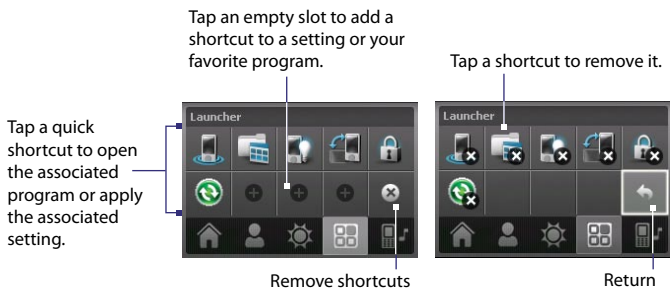 Tap an empty slot to add a
shortcut to a setting or your
favorite program.
Tap a shortcut to remove it.
Launcher
Launcher
Tap a quick
shortcut to open
the associated
program or apply
the associated
setting.
Remove shortcuts
Return